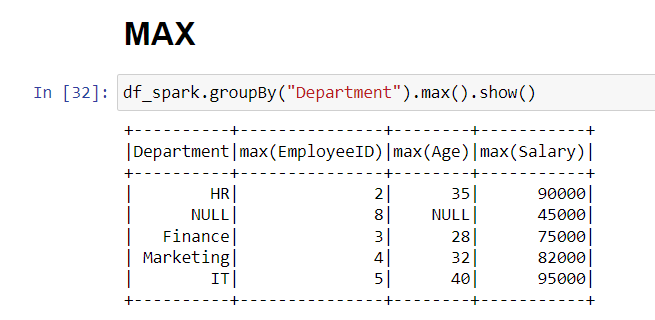 MAX
In [32]: df_spark.groupBy("Department").max().show()
+----------+---------------+--------+-----------+
|Department|max(EmployeeID)|max(Age)|max(Salary)|
+----------+---------------+--------+-----------+
|        HR|              2|      35|      90000|
|      NULL|              8|    NULL|      45000|
|   Finance|              3|      28|      75000|
| Marketing|              4|      32|      82000|
|        IT|              5|      40|      95000|
+----------+---------------+--------+-----------+